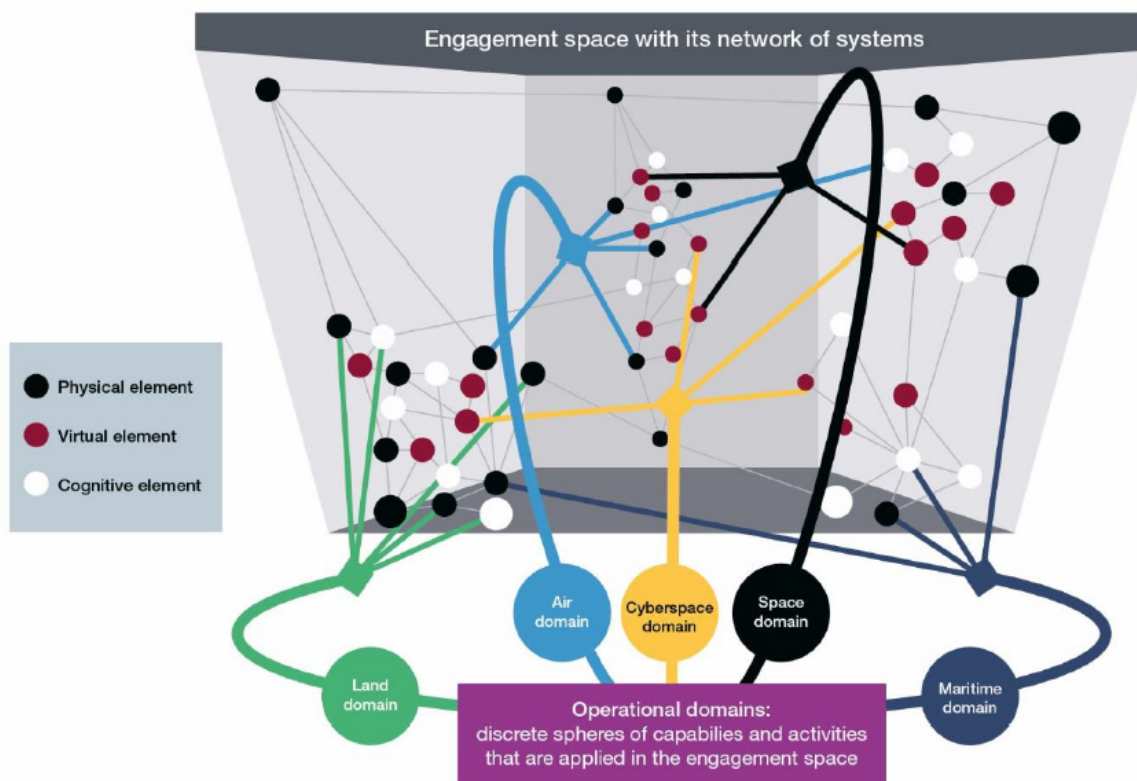 Engagement space with its network of systems
Physical element
Virtual element
Cognitive element
Air
domain
Cyberspace
domain
Space
domain
Land
domain
Maritime
domain
Operational domains:
discrete spheres of capabilies and activities
that are applied in the engagement space